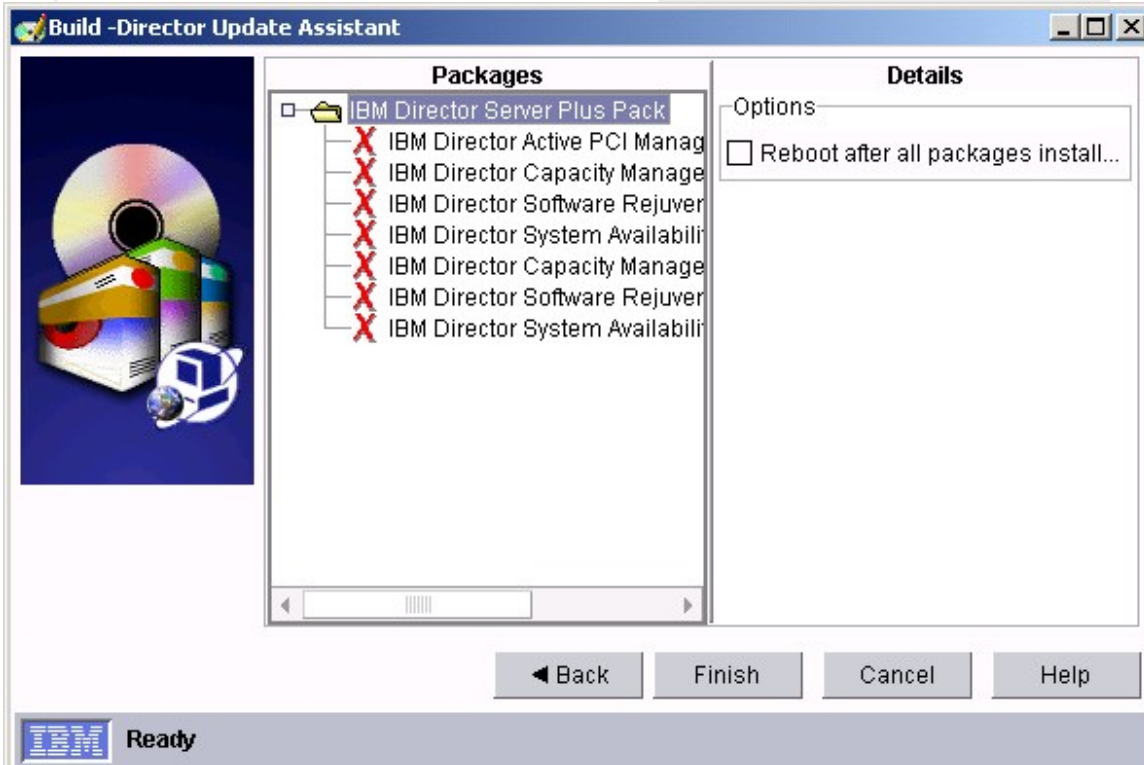 Build -Director Update Assistant
Packages
IBM Director Server Plus Pack
IBM Director Active PCI Manag
IBM Director Capacity Manage
IBM Director Software Rejuver
IBM Director System Availabilit
IBM Director Capacity Manage
IBM Director Software Rejuver
IBM Director System Availabilit
Details
Options
Reboot after all packages install...
Back
Finish
Cancel
Help
IBM
Ready